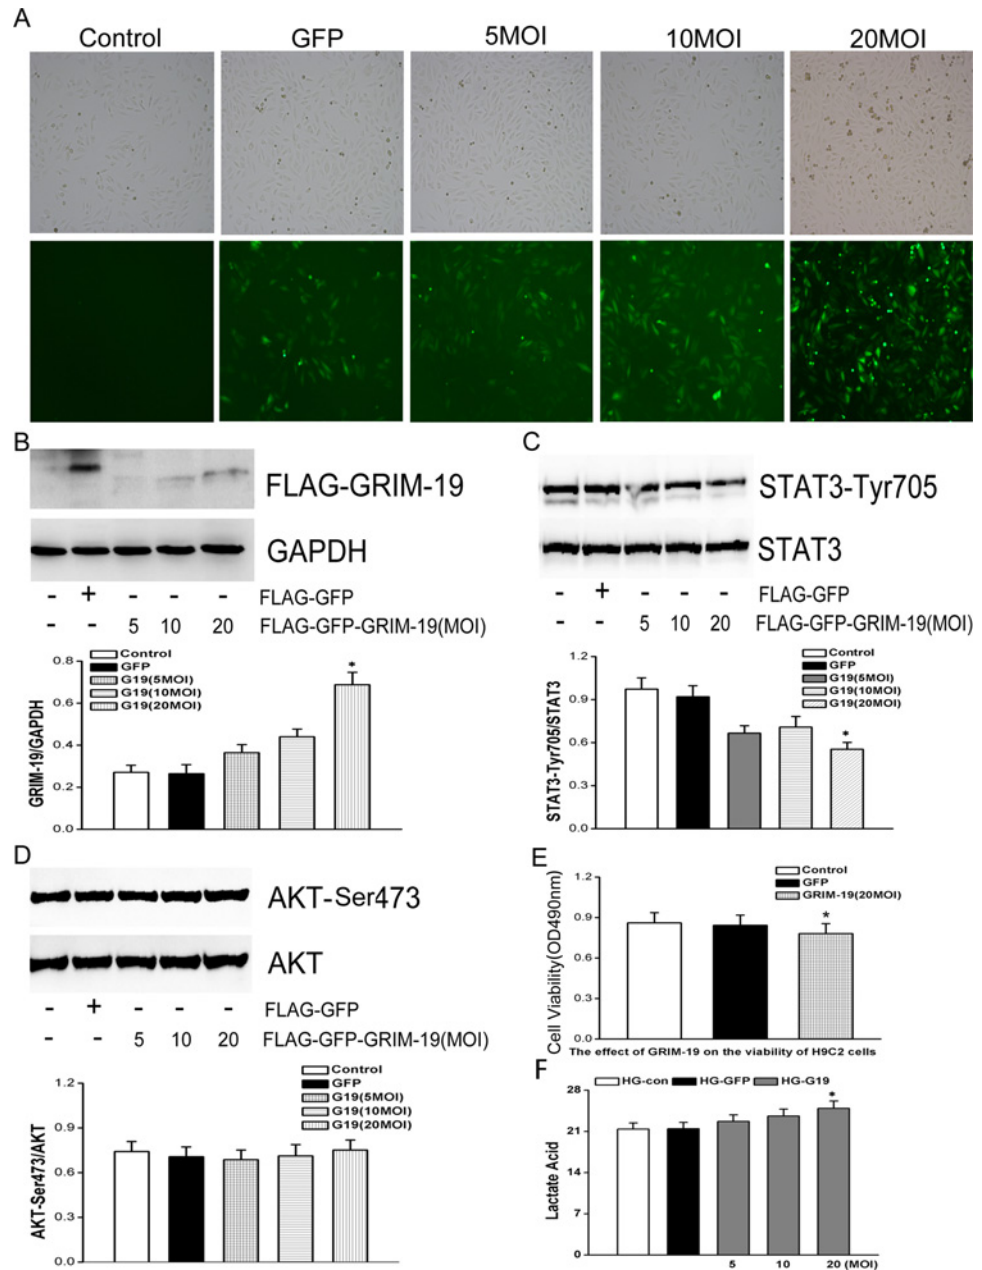 A
Control GFP 5MOI 10MOI 20MOI
B
FLAG-GRIM-19
GAPDH
- + - - - FLAG-GFP
- - 5 10 20 FLAG-GFP-GRIM-19(MOI)
Control
GFP
G19(5MOI)
G19(10MOI)
G19(20MOI)
GRIM-19/GAPDH
0.8
0.6
0.4
0.2
0.0
*
C
STAT3-Tyr705
STAT3
- + - - - FLAG-GFP
- - 5 10 20 FLAG-GFP-GRIM-19(MOI)
Control
GFP
G19(5MOI)
G19(10MOI)
G19(20MOI)
STAT3-Tyr705/STAT3
1.2
0.9
0.6
0.3
0.0
*
D
AKT-Ser473
AKT
- + - - - FLAG-GFP
- - 5 10 20 FLAG-GFP-GRIM-19(MOI)
Control
GFP
G19(5MOI)
G19(10MOI)
G19(20MOI)
AKT-Ser473/AKT
1.2
0.9
0.6
0.3
0.0
E
Control
GFP
GRIM-19(20MOI)
Cell Viability(OD490nm)
1.2
0.9
0.6
0.3
0.0
*
The effect of GRIM-19 on the viability of H9C2 cells
F
HG-con HG-GFP HG-G19
Lactate Acid
28
21
14
7
0
*
5 10 20 (MOI)